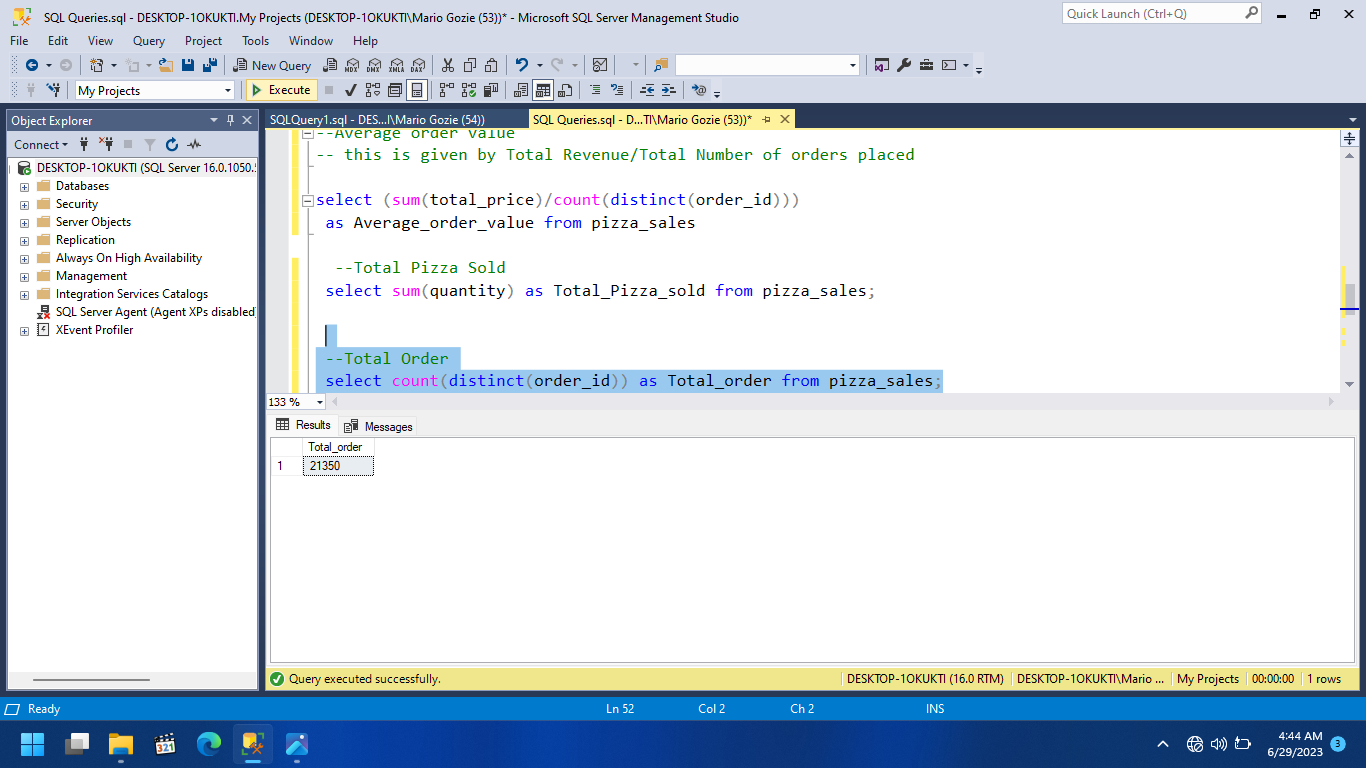 SQL Queries.sql - DESKTOP-1OKUKTI.My Projects (DESKTOP-1OKUKTI\Mario Gozie (53))* - Microsoft SQL Server Management Studio
Quick Launch (Ctrl+Q)
File Edit View Query Project Tools Window Help
New Query MDX DMX XMLA DAX
My Projects Execute
Object Explorer
SQLQuery1.sql - DES...I\Mario Gozie (54)) SQL Queries.sql - D...TI\Mario Gozie (53))*
Connect
DESKTOP-1OKUKTI (SQL Server 16.0.1050.5
Databases
Security
Server Objects
Replication
Always On High Availability
Management
Integration Services Catalogs
SQL Server Agent (Agent XPs disabled)
XEvent Profiler
--Average order value
-- this is given by Total Revenue/Total Number of orders placed
select (sum(total_price)/count(distinct(order_id)))
as Average_order_value from pizza_sales
--Total Pizza Sold
select sum(quantity) as Total_Pizza_sold from pizza_sales;
--Total Order
select count(distinct(order_id)) as Total_order from pizza_sales;
133 %
Results Messages
Total_order
1 21350
Query executed successfully. DESKTOP-1OKUKTI (16.0 RTM) DESKTOP-1OKUKTI\Mario ... My Projects 00:00:00 1 rows
Ready Ln 52 Col 2 Ch 2 INS
321
4:44 AM
6/29/2023
3